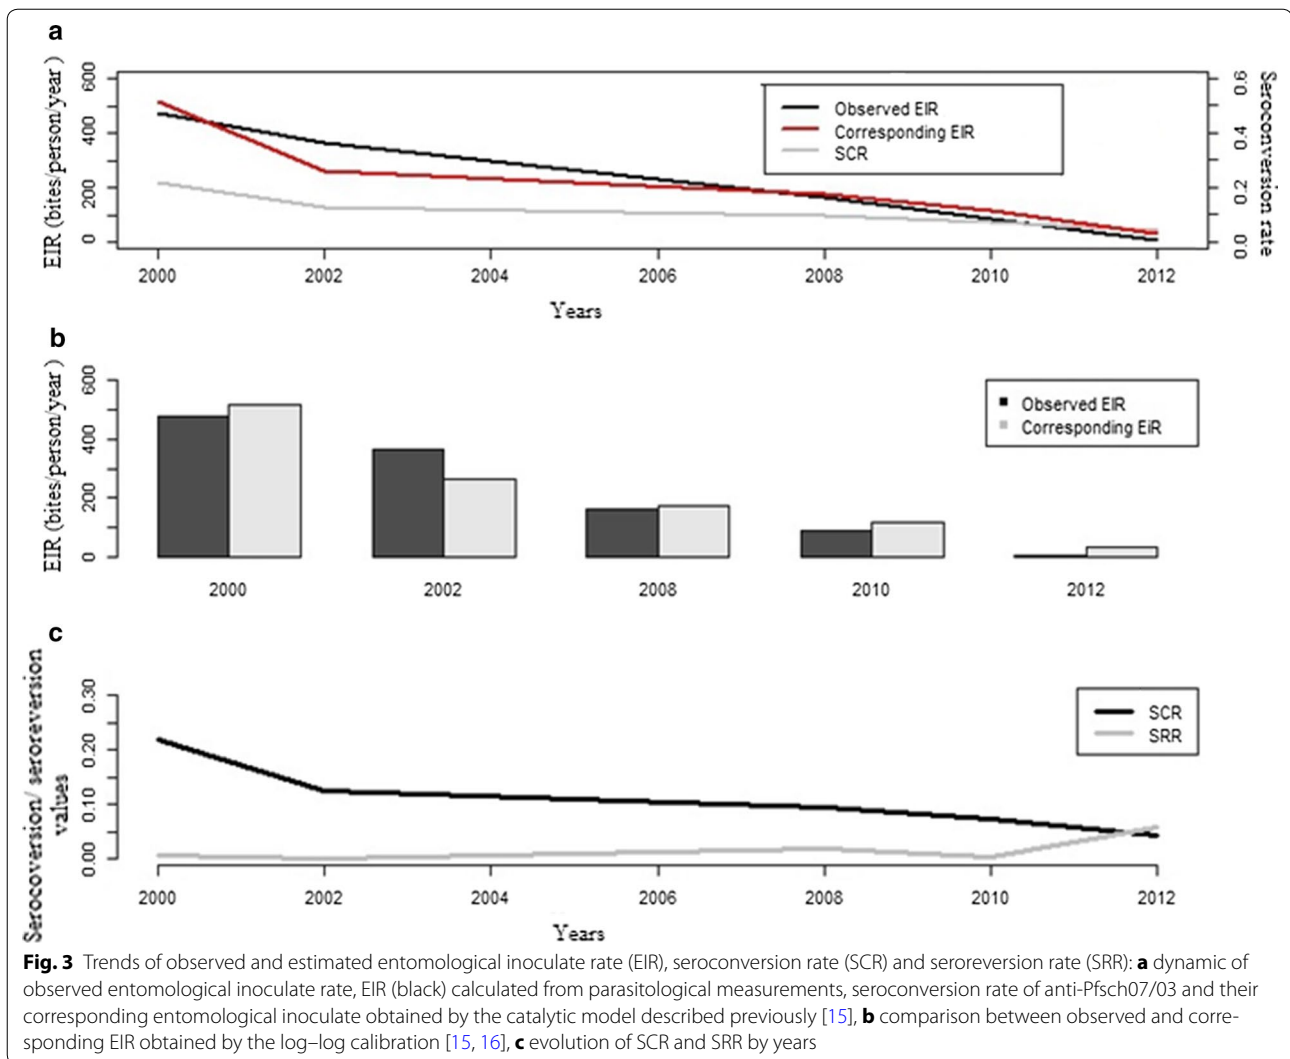 a
EIR (bites/person/year )
600
400
200
0
Observed EIR
Corresponding EIR
SCR
0.6
0.4
0.2
0.0
Seroconversion rate
2000 2002 2004 2006 2008 2010 2012
Years
b
EIR (bites/person/year )
600
400
200
0
Observed EIR
Corresponding EiR
2000 2002 2008 2010 2012
c
Serocoversion/ seroreversion
values
0.30
0.20
0.10
0.00
SCR
SRR
2000 2002 2004 2006 2008 2010 2012
Years
Fig. 3 Trends of observed and estimated entomological inoculate rate (EIR), seroconversion rate (SCR) and seroreversion rate (SRR): a dynamic of
observed entomological inoculate rate, EIR (black) calculated from parasitological measurements, seroconversion rate of anti-Pfsch07/03 and their
corresponding entomological inoculate obtained by the catalytic model described previously [15], b comparison between observed and corre-
sponding EIR obtained by the log–log calibration [15, 16], c evolution of SCR and SRR by years